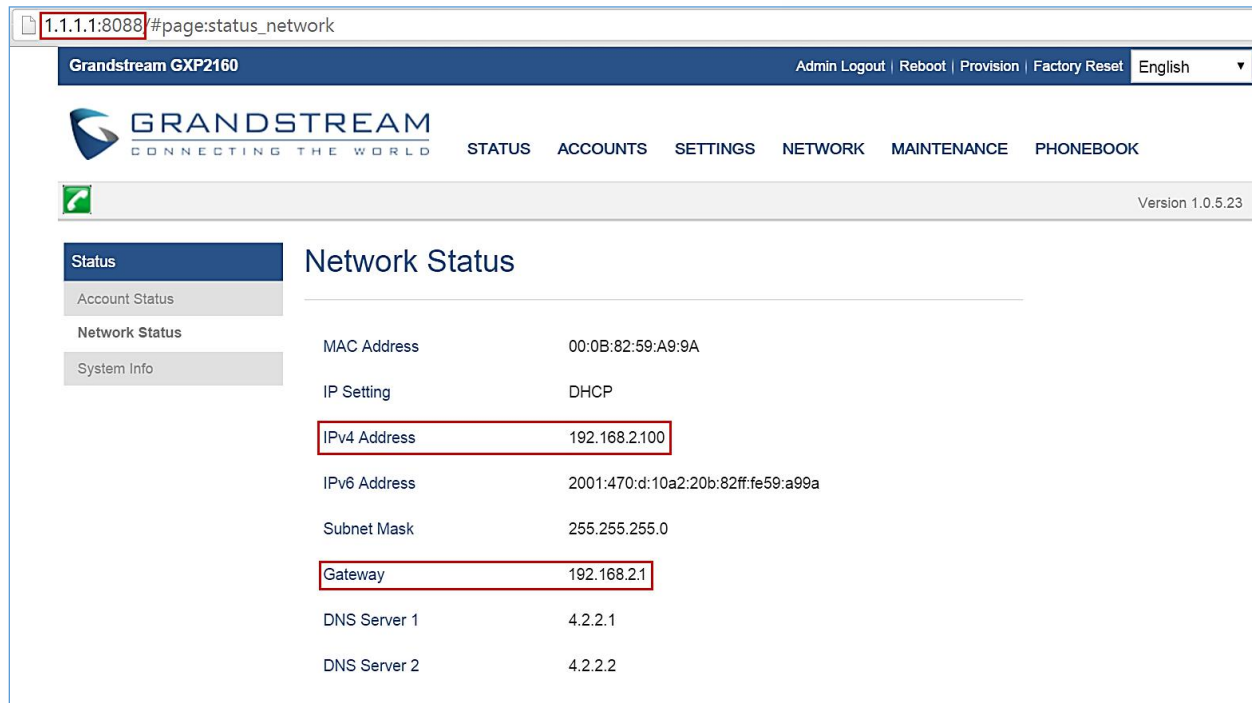 1.1.1.1:8088/#page:status_network
Grandstream GXP2160 Admin Logout | Reboot | Provision | Factory Reset English
GRANDSTREAM
CONNECTING THE WORLD
STATUS ACCOUNTS SETTINGS NETWORK MAINTENANCE PHONEBOOK
Version 1.0.5.23
Status
Account Status
Network Status
System Info
Network Status
MAC Address 00:0B:82:59:A9:9A
IP Setting DHCP
IPv4 Address 192.168.2.100
IPv6 Address 2001:470:d:10a2:20b:82ff:fe59:a99a
Subnet Mask 255.255.255.0
Gateway 192.168.2.1
DNS Server 1 4.2.2.1
DNS Server 2 4.2.2.2